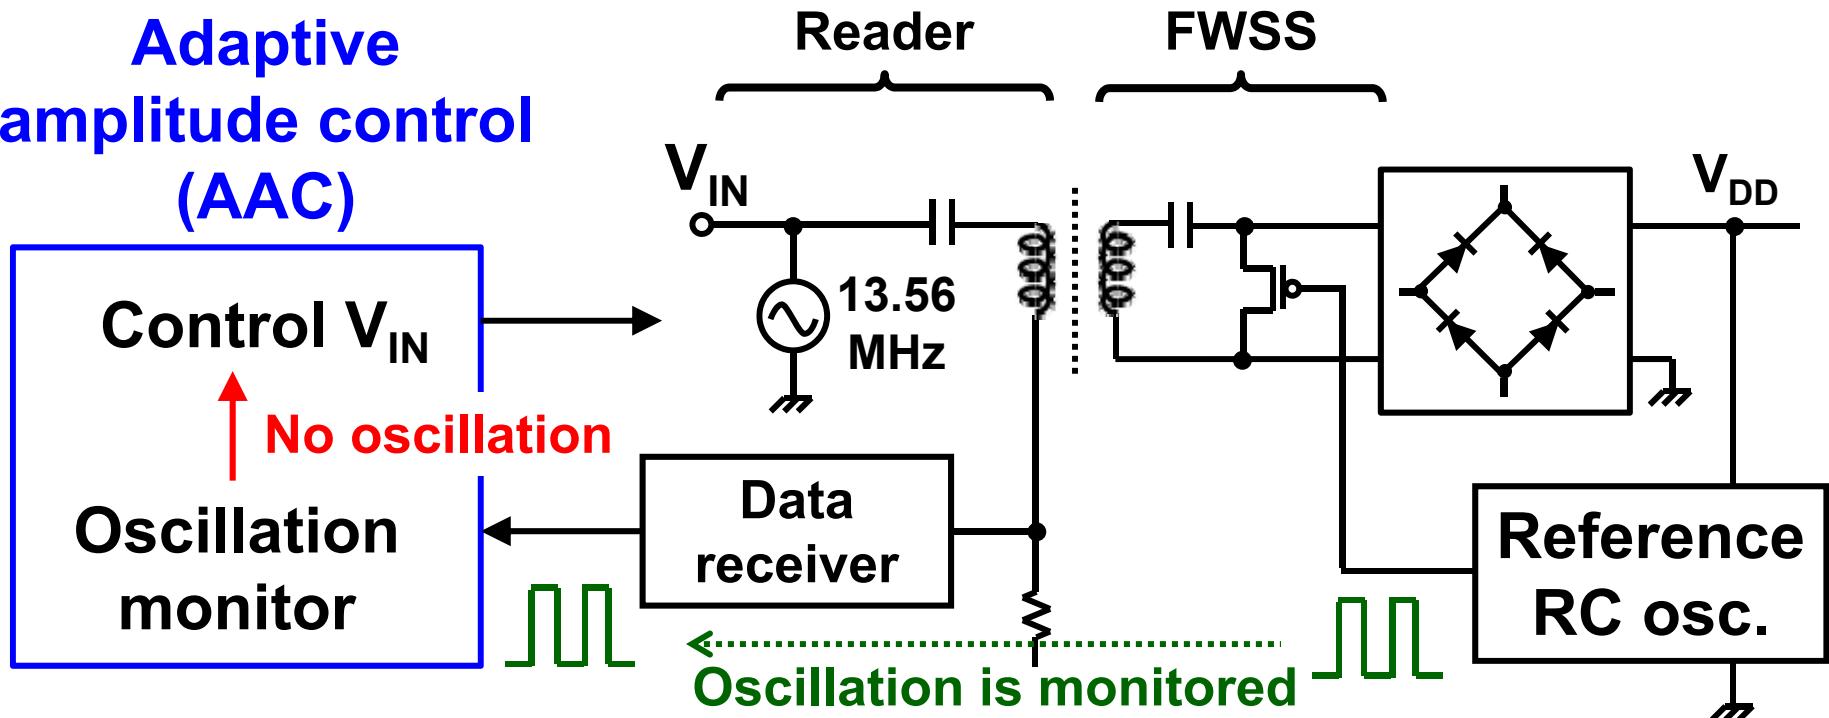 Adaptive
amplitude control
(AAC)
Reader
FWSS
VIN
VDD
13.56
MHz
Control VIN
No oscillation
Oscillation
monitor
Data
receiver
Reference
RC osc.
Oscillation is monitored